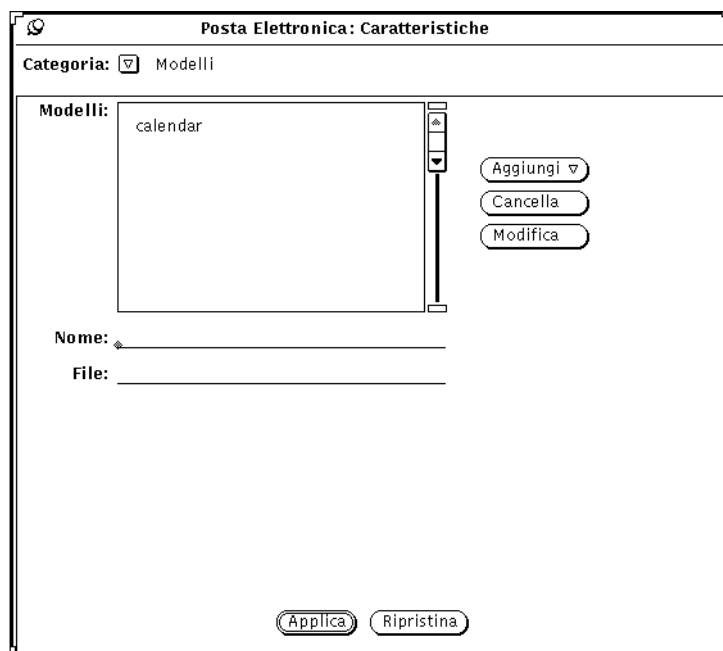 Posta Elettronica: Caratteristiche
Categoria: Modelli
Modelli:
calendar
Aggiungi
Cancella
Modifica
Nome:
File:
Applica Ripristina